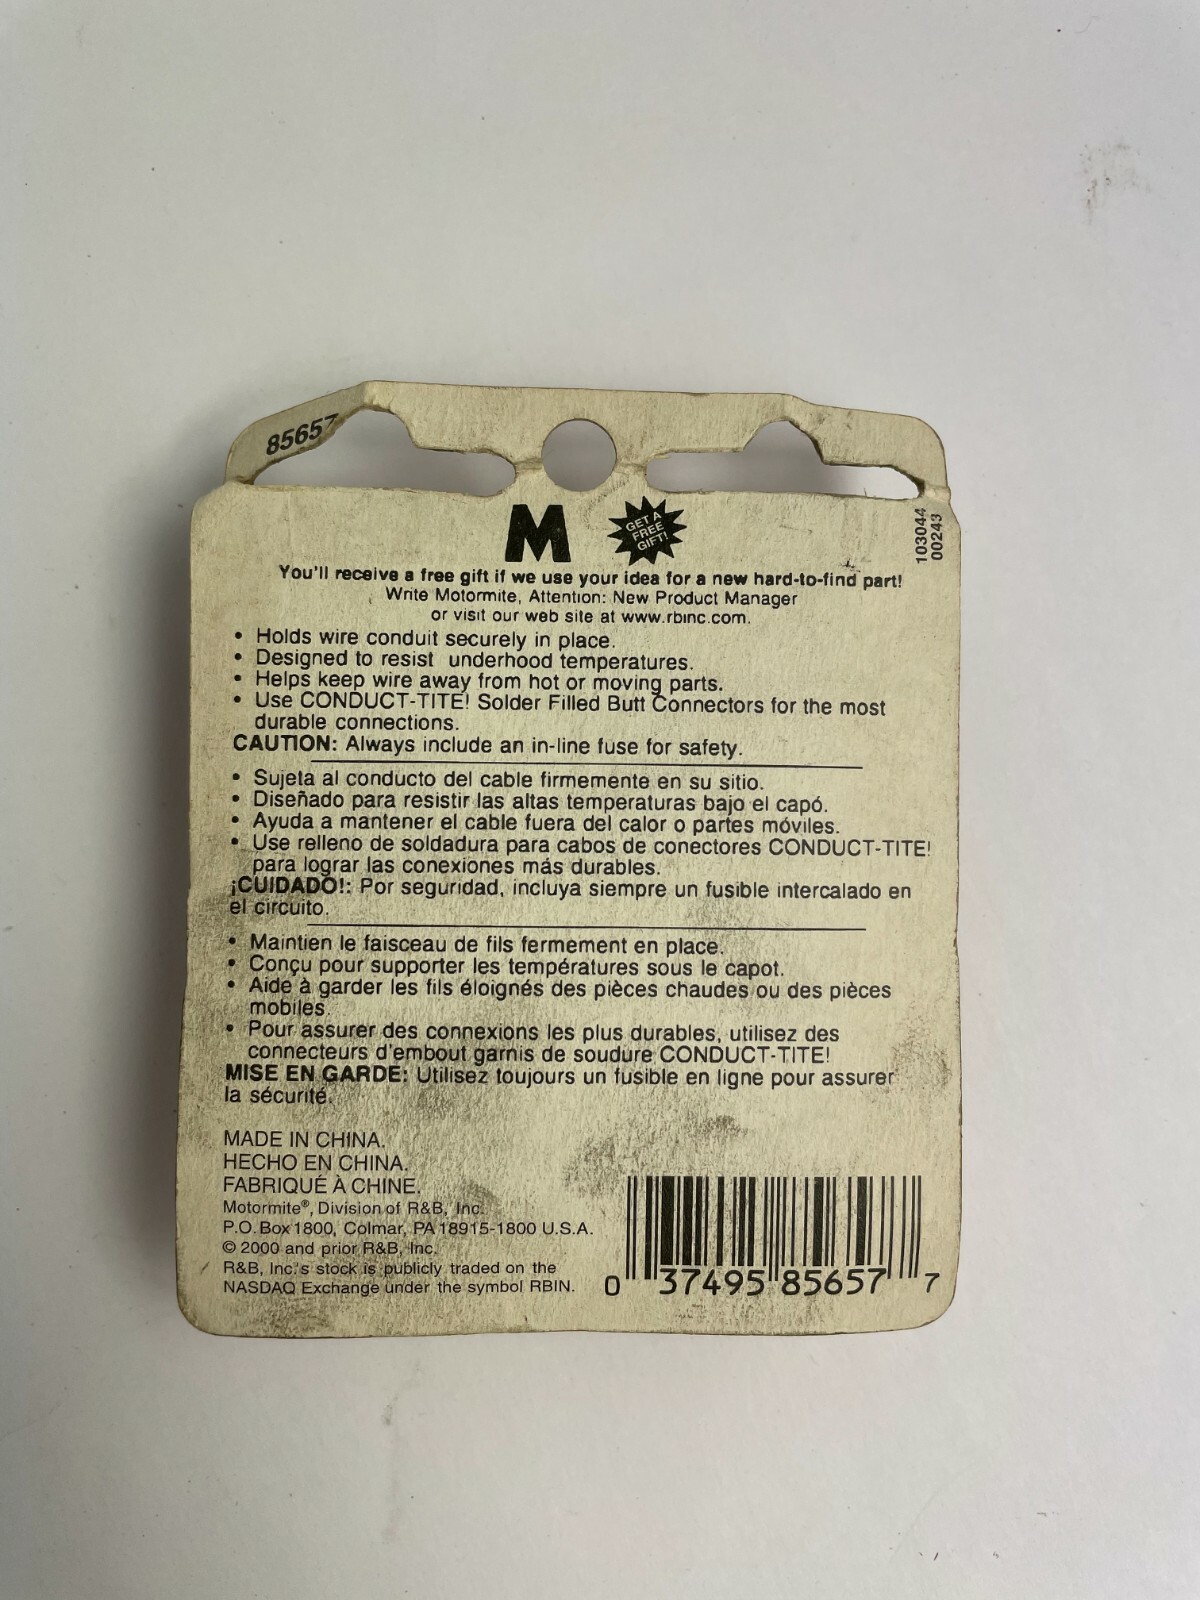 85657
M
GET A
FREE
GIFT!
103044
00243
You'll receive a free gift if we use your idea for a new hard-to-find part!
Write Motormite, Attention: New Product Manager
or visit our web site at www.rbinc.com.
• Holds wire conduit securely in place.
• Designed to resist underhood temperatures.
• Helps keep wire away from hot or moving parts.
• Use CONDUCT-TITE! Solder Filled Butt Connectors for the most
durable connections.
CAUTION: Always include an in-line fuse for safety.
• Sujeta al conducto del cable firmemente en su sitio.
• Diseñado para resistir las altas temperaturas bajo el capó.
• Ayuda a mantener el cable fuera del calor o partes móviles.
• Use relleno de soldadura para cabos de conectores CONDUCT-TITE!
para lograr las conexiones más durables.
¡CUIDADO!: Por seguridad, incluya siempre un fusible intercalado en
el circuito.
• Maintien le faisceau de fils fermement en place.
• Conçu pour supporter les températures sous le capot.
• Aide à garder les fils éloignés des pièces chaudes ou des pièces
mobiles.
• Pour assurer des connexions les plus durables, utilisez des
connecteurs d'embout garnis de soudure CONDUCT-TITE!
MISE EN GARDE: Utilisez toujours un fusible en ligne pour assurer
la sécurité.
MADE IN CHINA.
HECHO EN CHINA.
FABRIQUÉ À CHINE.
Motormite®, Division of R&B, Inc.
P.O. Box 1800, Colmar, PA 18915-1800 U.S.A.
© 2000 and prior R&B, Inc.
R&B, Inc.'s stock is publicly traded on the
NASDAQ Exchange under the symbol RBIN.
0 37495 85657 7